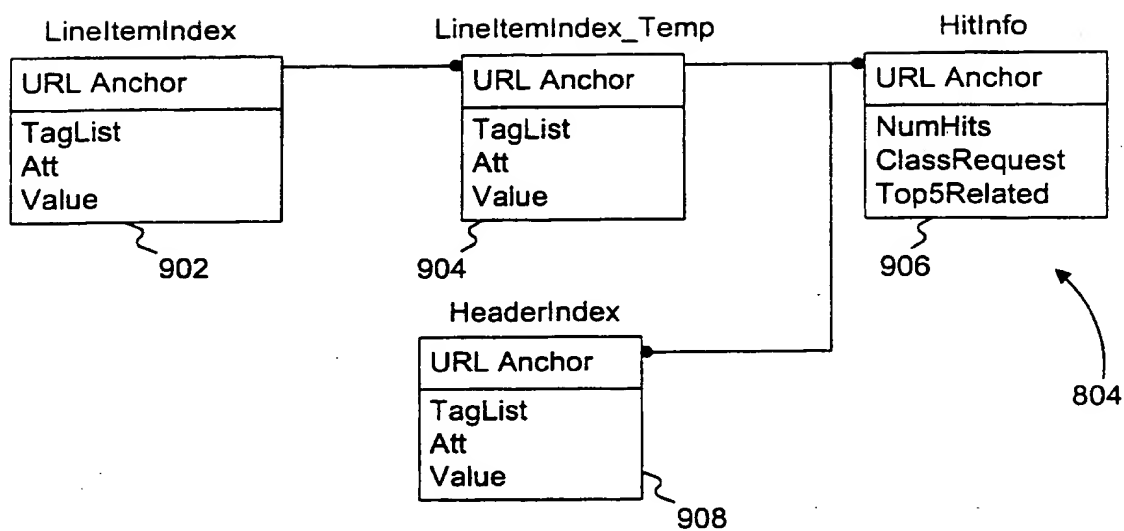 LineItemIndex
URL Anchor
TagList
Att
Value
902
LineItemIndex_Temp
URL Anchor
TagList
Att
Value
904
HitInfo
URL Anchor
NumHits
ClassRequest
Top5Related
906
HeaderIndex
URL Anchor
TagList
Att
Value
908
804